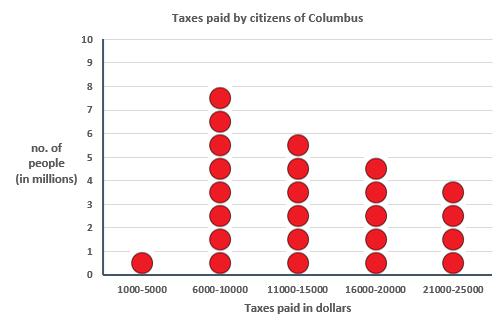 Taxes paid by citizens of Columbus
10
9
8
7
6
5
4
3
2
1
0
no. of
people
(in millions)
1000-5000 6000-10000 11000-15000 16000-20000 21000-25000
Taxes paid in dollars